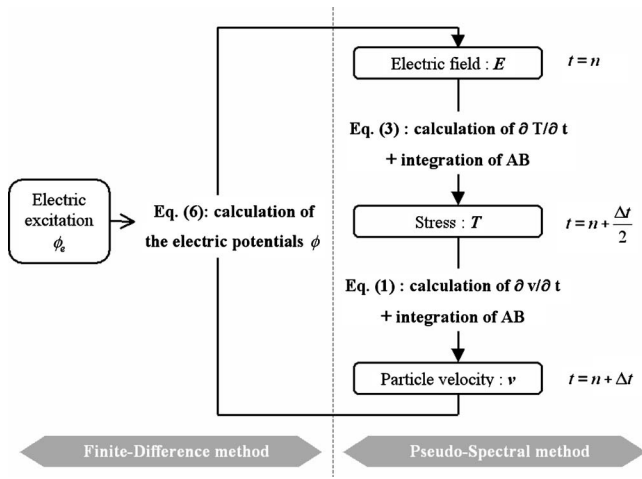 Electric field : E
t = n
Eq. (3) : calculation of ∂ T/∂ t
+ integration of AB
Electric
excitation
ϕe
Eq. (6): calculation of
the electric potentials ϕ
Stress : T
t = n + Δt/2
Eq. (1) : calculation of ∂ v/∂ t
+ integration of AB
Particle velocity : v
t = n + Δt
Finite-Difference method
Pseudo-Spectral method